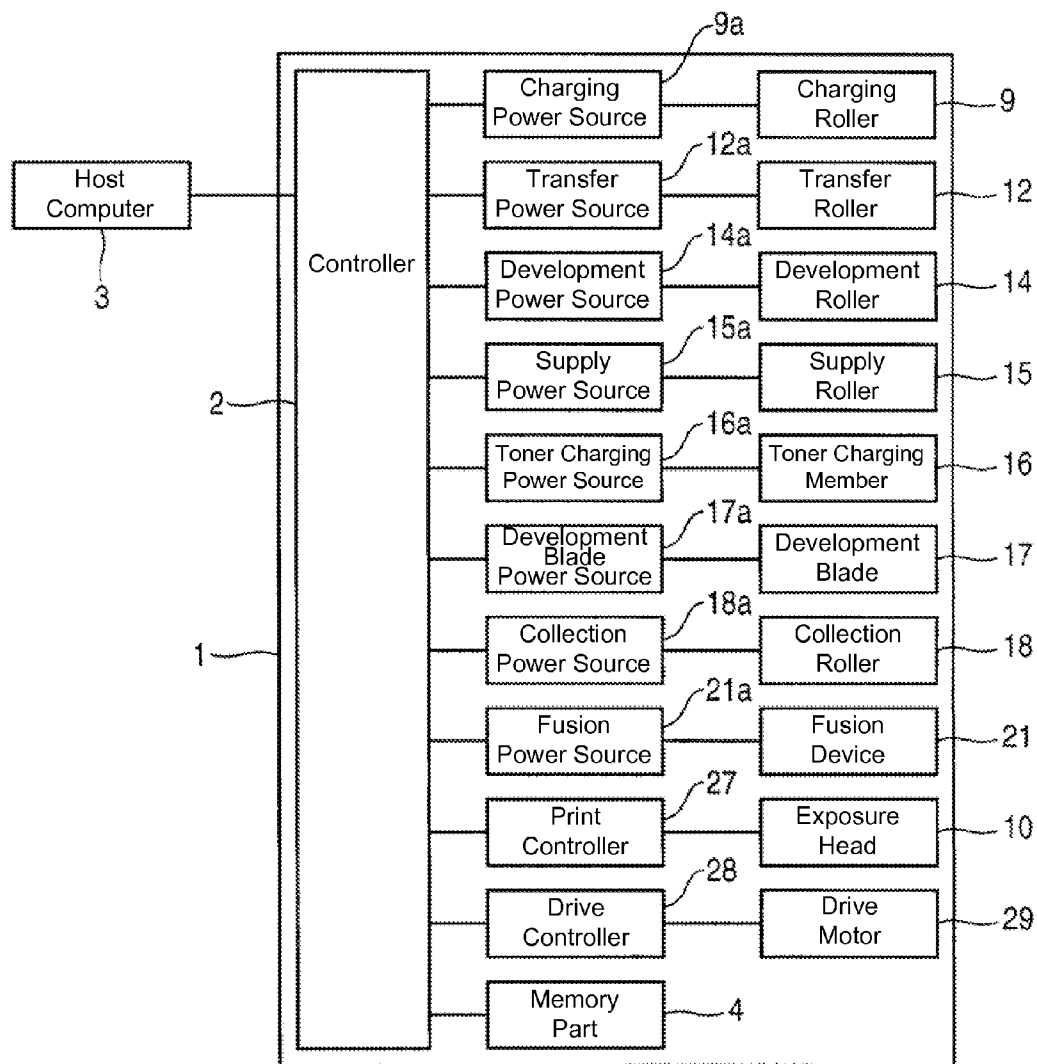 9a
Charging
Power Source
Charging
Roller
9
12a
Host
Computer
3
Transfer
Power Source
Transfer
Roller
12
14a
Controller
Development
Power Source
Development
Roller
14
15a
Supply
Power Source
Supply
Roller
15
2
16a
Toner Charging
Power Source
Toner Charging
Member
16
17a
Development
Blade
Power Source
Development
Blade
17
18a
1
Collection
Power Source
Collection
Roller
18
21a
Fusion
Power Source
Fusion
Device
21
27
Print
Controller
Exposure
Head
10
28
Drive
Controller
Drive
Motor
29
Memory
Part
4